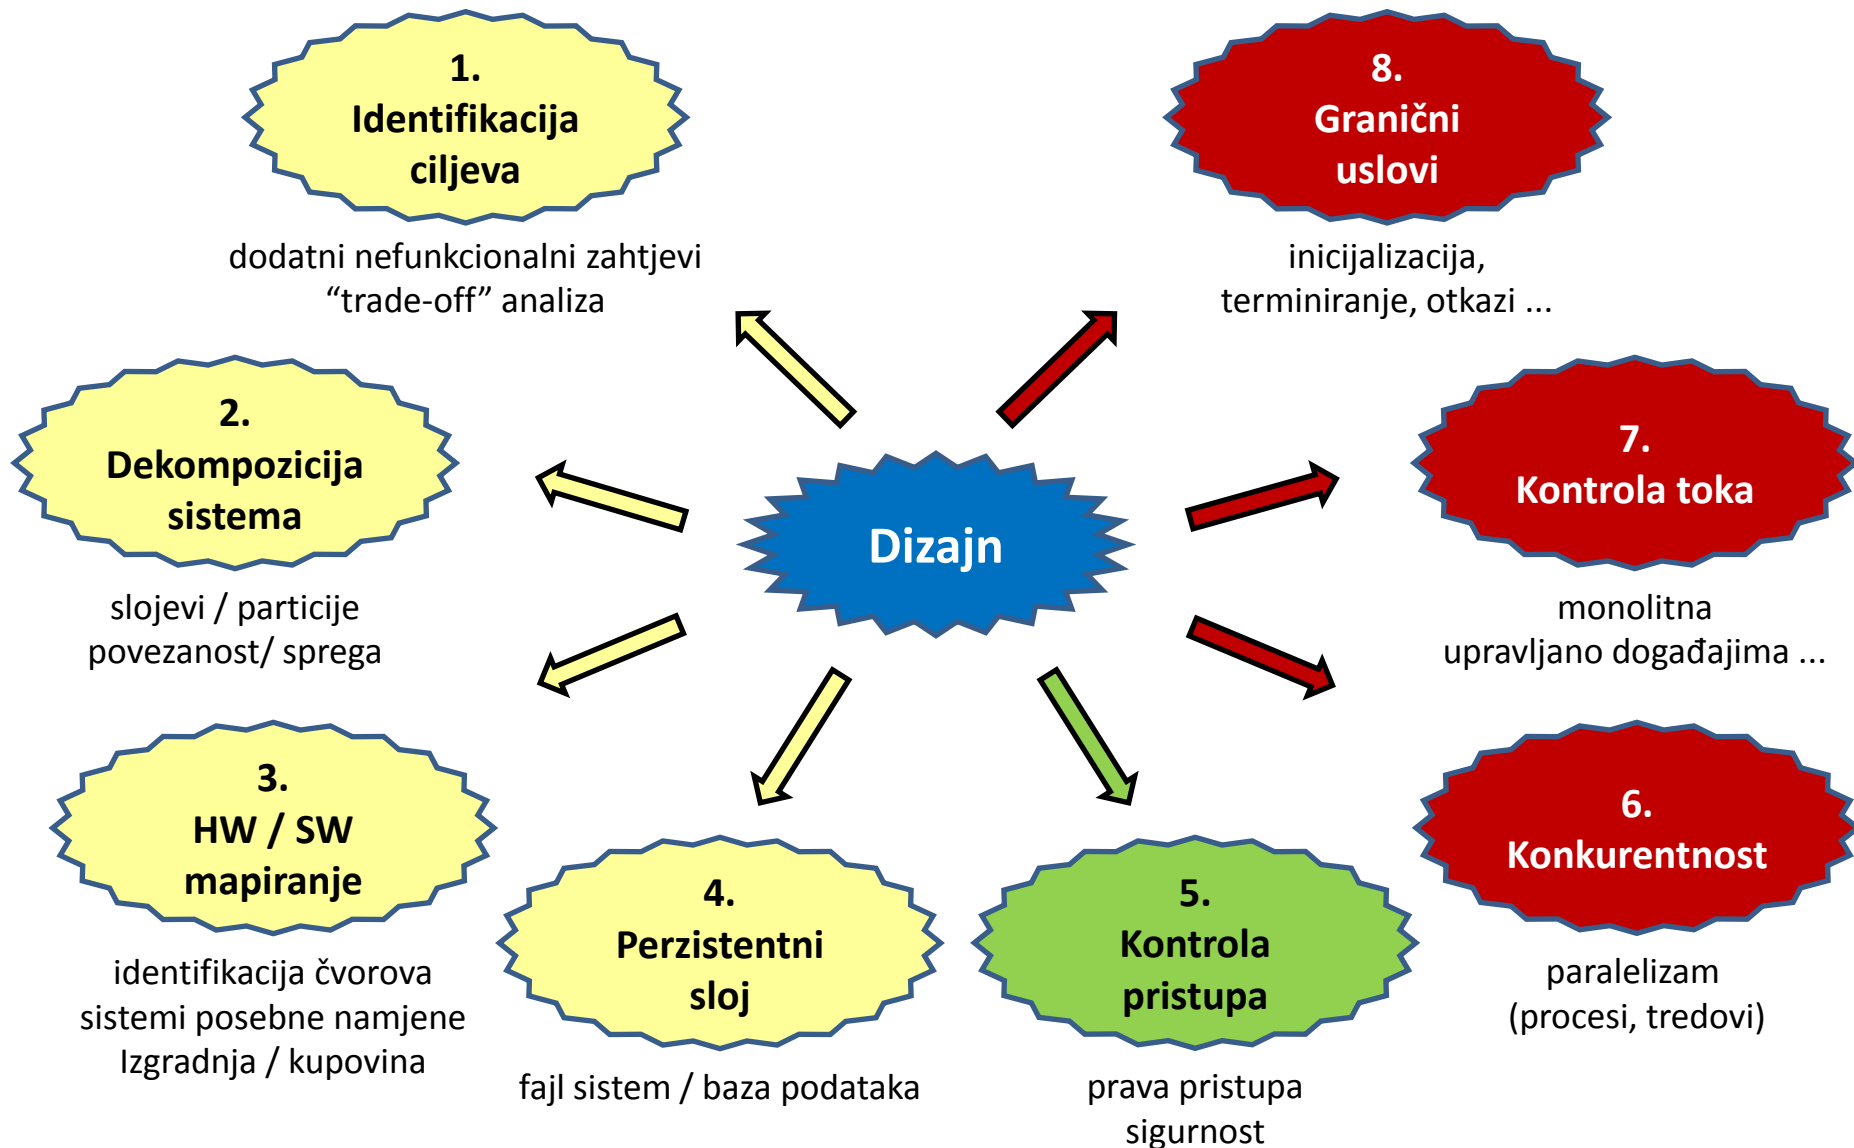 1.
Identifikacija
ciljeva
dodatni nefunkcionalni zahtjevi
“trade-off” analiza
2.
Dekompozicija
sistema
slojevi / particije
povezanost/ sprega
3.
HW / SW
mapiranje
identifikacija čvorova
sistemi posebne namjene
Izgradnja / kupovina
4.
Perzistentni
sloj
fajl sistem / baza podataka
Dizajn
5.
Kontrola
pristupa
prava pristupa
sigurnost
6.
Konkurentnost
paralelizam
(procesi, tredovi)
7.
Kontrola toka
monolitna
upravljano događajima ...
8.
Granični
uslovi
inicijalizacija,
terminiranje, otkazi ...